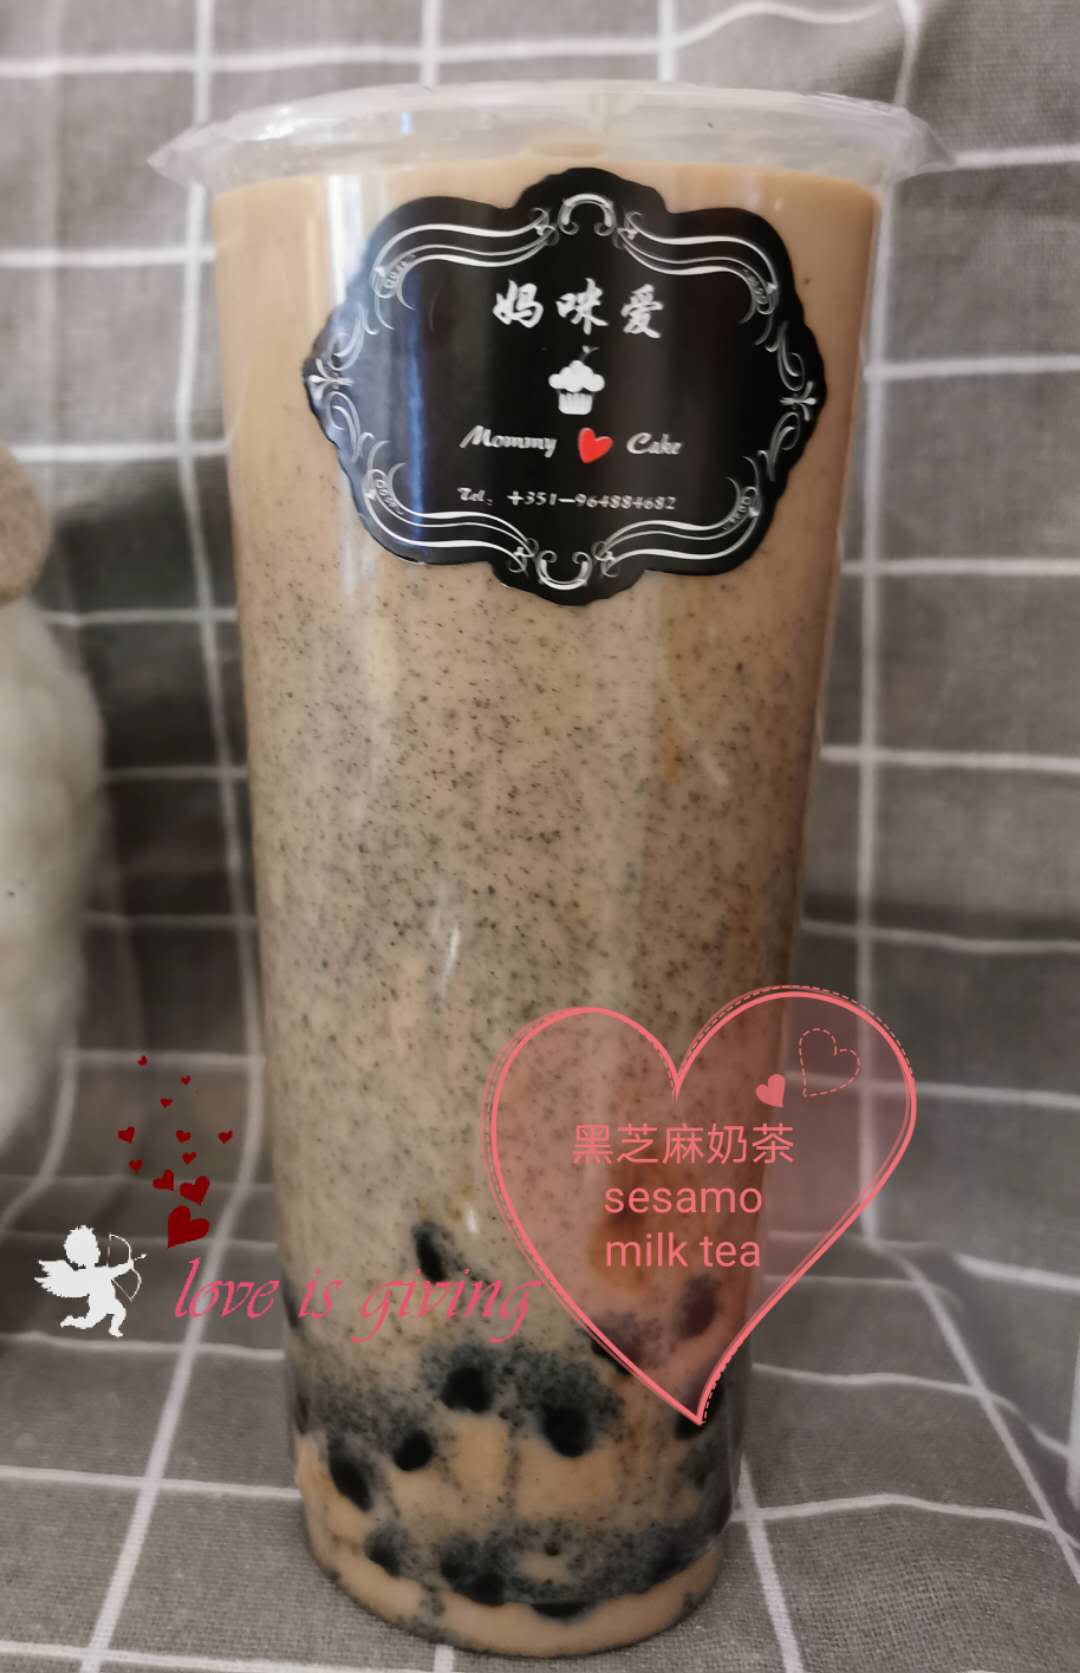 妈咪爱
Mommy Cake
Tel: +351-964884682
黑芝麻奶茶
sesamo
milk tea
love is giving